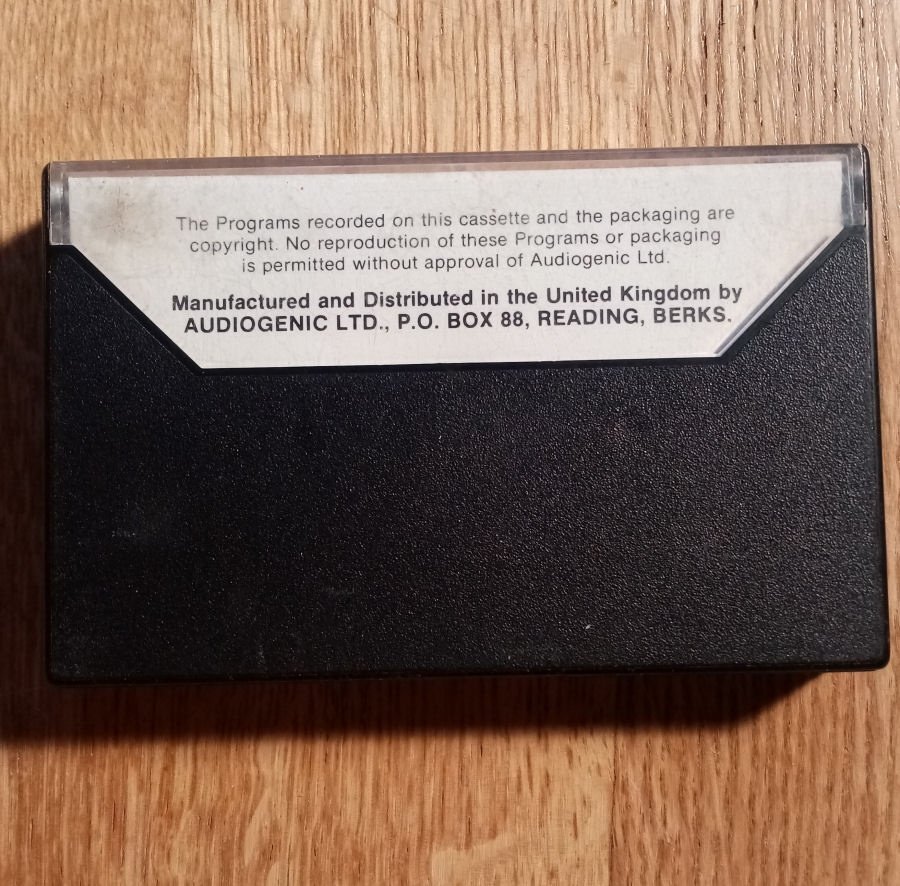 The Programs recorded on this cassette and the packaging are
copyright. No reproduction of these Programs or packaging
is permitted without approval of Audiogenic Ltd.
Manufactured and Distributed in the United Kingdom by
AUDIOGENIC LTD., P.O. BOX 88, READING, BERKS.